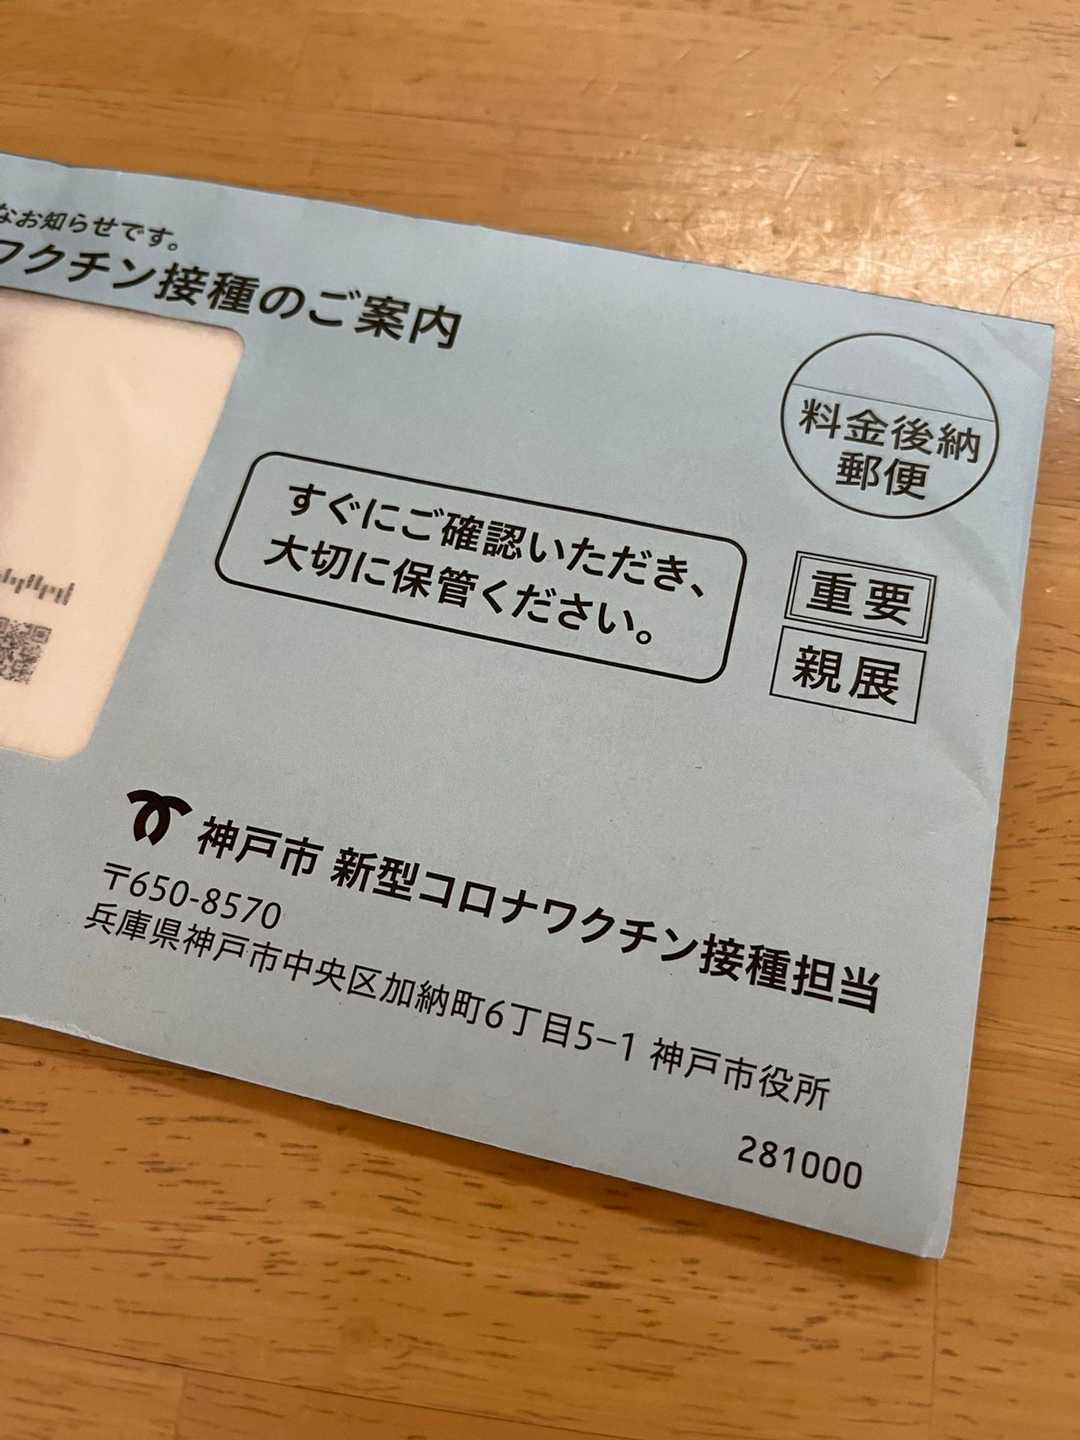 なお知らせです。
ワクチン接種のご案内
料金後納
郵便
すぐにご確認いただき、
大切に保管ください。
重要
親展
神戸市 新型コロナワクチン接種担当
〒650-8570
兵庫県神戸市中央区加納町6丁目5−1 神戸市役所
281000